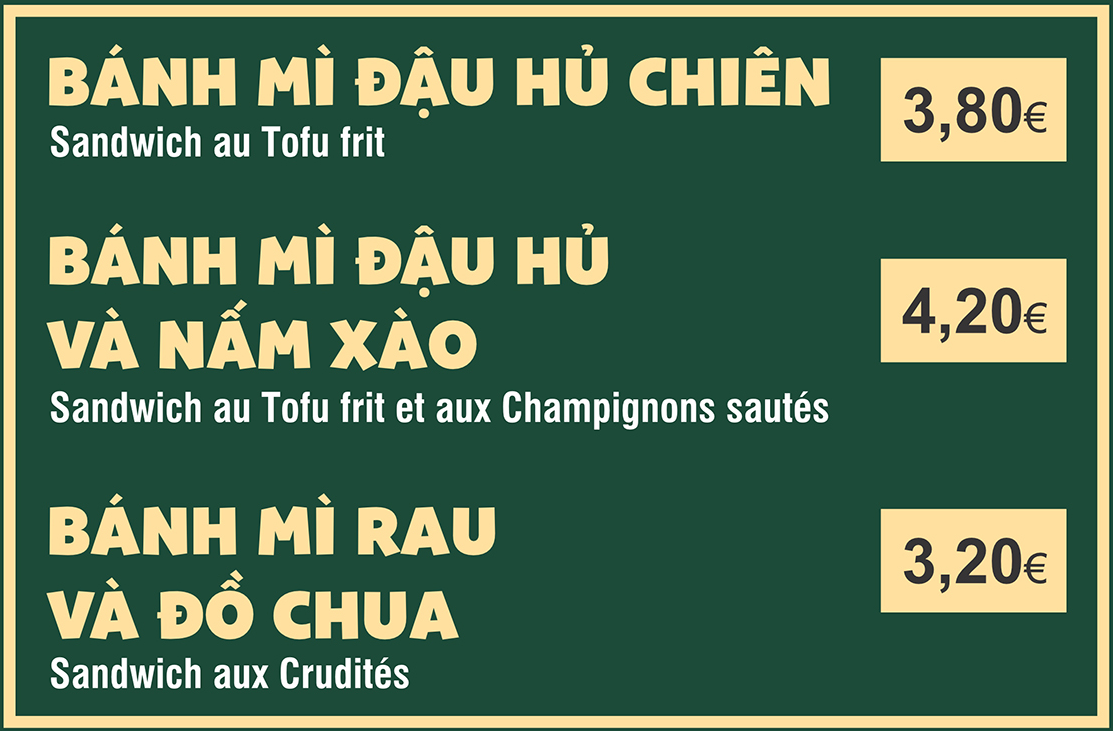 BÁNH MÌ ĐẬU HỦ CHIÊN
3,80€
Sandwich au Tofu frit
BÁNH MÌ ĐẬU HỦ
VÀ NẤM XÀO
4,20€
Sandwich au Tofu frit et aux Champignons sautés
BÁNH MÌ RAU
VÀ ĐỒ CHUA
3,20€
Sandwich aux Crudités